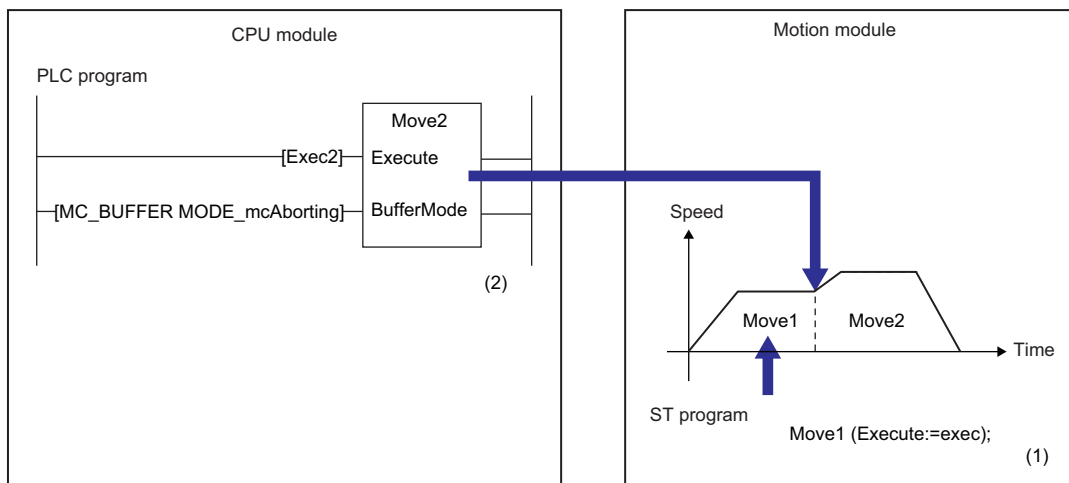 CPU module
PLC program
Move2
[Exec2]
Execute
[MC_BUFFER MODE_mcAborting]
BufferMode
(2)
Motion module
Speed
Move1
Move2
Time
ST program
Move1 (Execute:=exec);
(1)